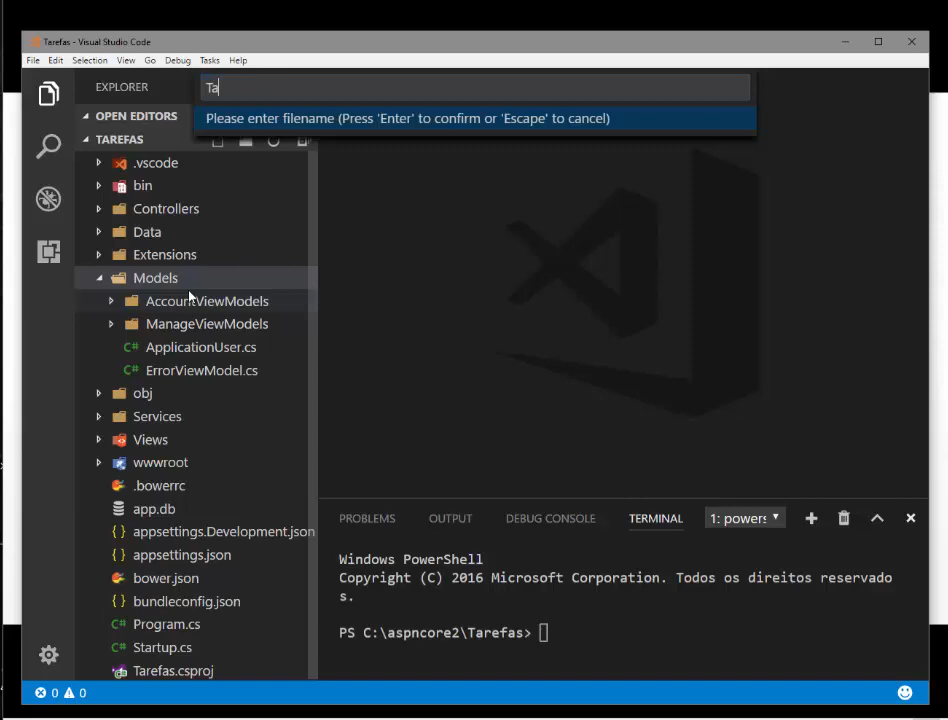 Tarefas - Visual Studio Code
File Edit Selection View Go Debug Tasks Help
EXPLORER
Ta
Please enter filename (Press 'Enter' to confirm or 'Escape' to cancel)
OPEN EDITORS
TAREFAS
.vscode
bin
Controllers
Data
Extensions
Models
AccountViewModels
ManageViewModels
ApplicationUser.cs
ErrorViewModel.cs
obj
Services
Views
wwwroot
.bowerrc
app.db
appsettings.Development.json
appsettings.json
bower.json
bundleconfig.json
Program.cs
Startup.cs
Tarefas.csproj
PROBLEMS OUTPUT DEBUG CONSOLE TERMINAL 1: powers
Windows PowerShell
Copyright (C) 2016 Microsoft Corporation. Todos os direitos reservado
s.
PS C:\aspncore2\Tarefas>
0 0